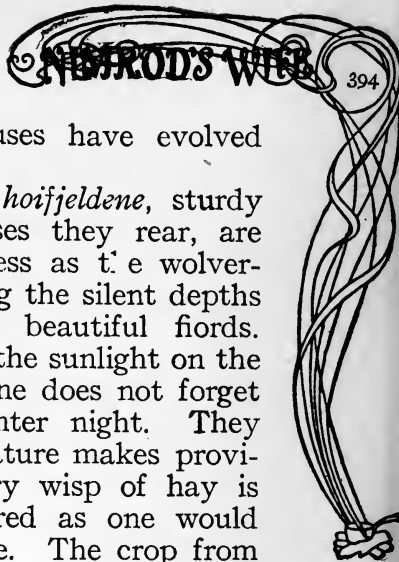 NIMROD'S WIFE
394
uses have evolved
hoifjeldene, sturdy
ses they rear, are
ess as t e wolver-
g the silent depths
beautiful fiords.
the sunlight on the
ne does not forget
nter night. They
ature makes provi-
ry wisp of hay is
red as one would
e. The crop from